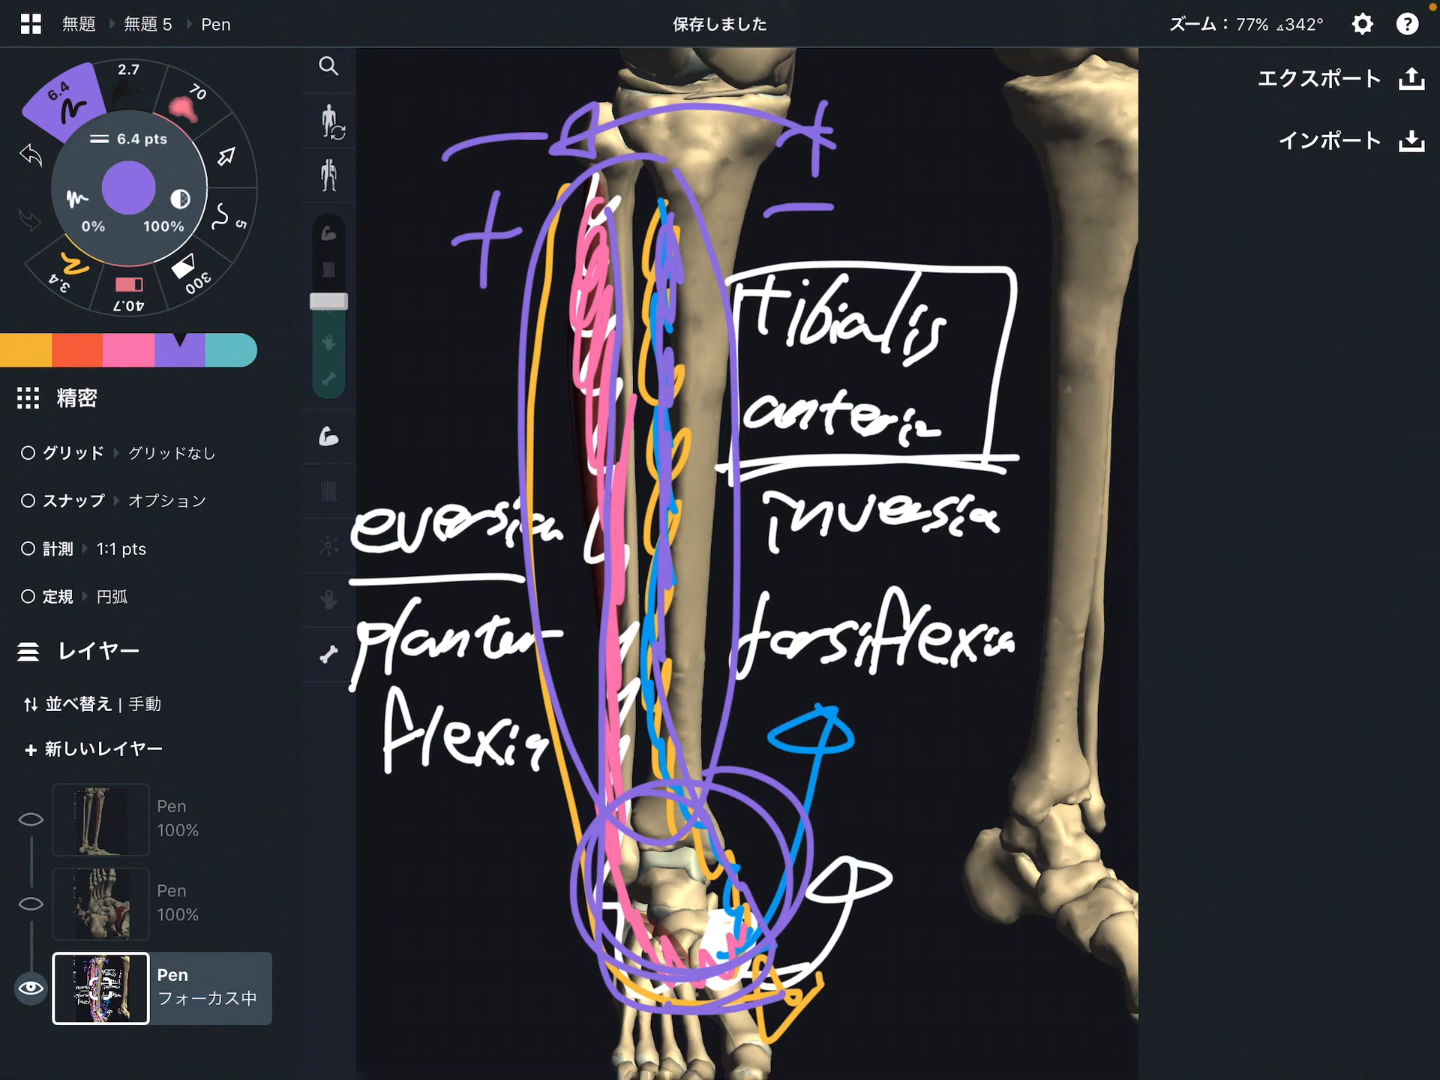 無題 無題 5 Pen
保存しました
ズーム： 77% ⦞342°
エクスポート
インポート
6.4
2.7
70
5
300
40.7
3.4
6.4 pts
0% 100%
精密
グリッド グリッドなし
スナップ オプション
計測 1:1 pts
定規 円弧
レイヤー
並べ替え | 手動
+ 新しいレイヤー
Pen
100%
Pen
100%
Pen
フォーカス中
− +
+ −
tibialis
anterior
inversion
eversion
planter
flexion